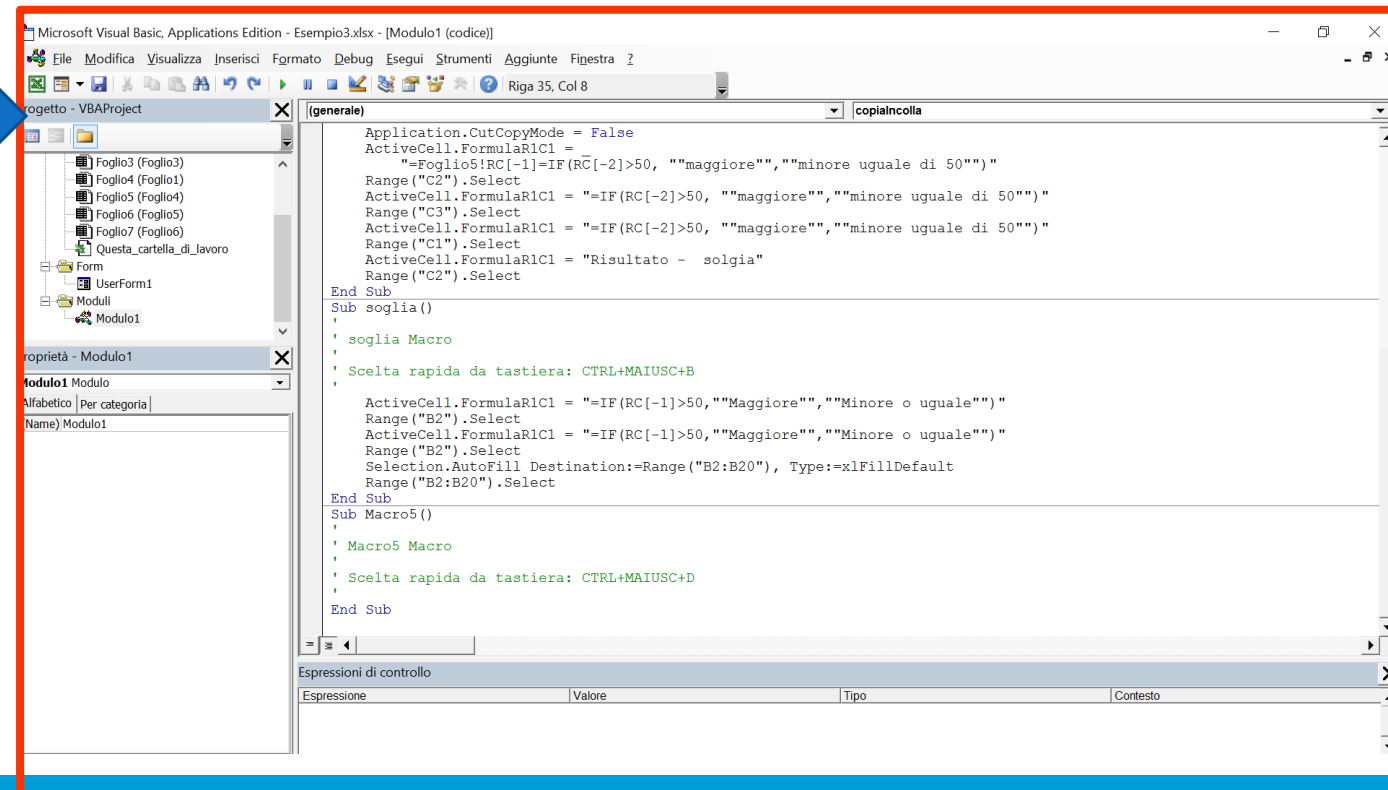 Microsoft Visual Basic, Applications Edition - Esempio3.xlsx - [Modulo1 (codice)]
File Modifica Visualizza Inserisci Formato Debug Esegui Strumenti Aggiunte Finestra ?
Riga 35, Col 8
rogetto - VBAProject
(generale) copiaIncolla
Foglio3 (Foglio3)
Foglio4 (Foglio1)
Foglio5 (Foglio4)
Foglio6 (Foglio5)
Foglio7 (Foglio6)
Questa_cartella_di_lavoro
Form
UserForm1
Moduli
Modulo1
roprietà - Modulo1
Modulo1 Modulo
Alfabetico Per categoria
(Name) Modulo1
Application.CutCopyMode = False
ActiveCell.FormulaR1C1 = _
"=Foglio5!RC[-1]=IF(RC[-2]>50, ""maggiore"",""minore uguale di 50"")"
Range("C2").Select
ActiveCell.FormulaR1C1 = "=IF(RC[-2]>50, ""maggiore"",""minore uguale di 50"")"
Range("C3").Select
ActiveCell.FormulaR1C1 = "=IF(RC[-2]>50, ""maggiore"",""minore uguale di 50"")"
Range("C1").Select
ActiveCell.FormulaR1C1 = "Risultato -  solgia"
Range("C2").Select
End Sub
Sub soglia()
'
' soglia Macro
'
' Scelta rapida da tastiera: CTRL+MAIUSC+B
'
ActiveCell.FormulaR1C1 = "=IF(RC[-1]>50,""Maggiore"",""Minore o uguale"")"
Range("B2").Select
ActiveCell.FormulaR1C1 = "=IF(RC[-1]>50,""Maggiore"",""Minore o uguale"")"
Range("B2").Select
Selection.AutoFill Destination:=Range("B2:B20"), Type:=xlFillDefault
Range("B2:B20").Select
End Sub
Sub Macro5()
'
' Macro5 Macro
'
' Scelta rapida da tastiera: CTRL+MAIUSC+D
'
End Sub
Espressioni di controllo
Espressione Valore Tipo Contesto